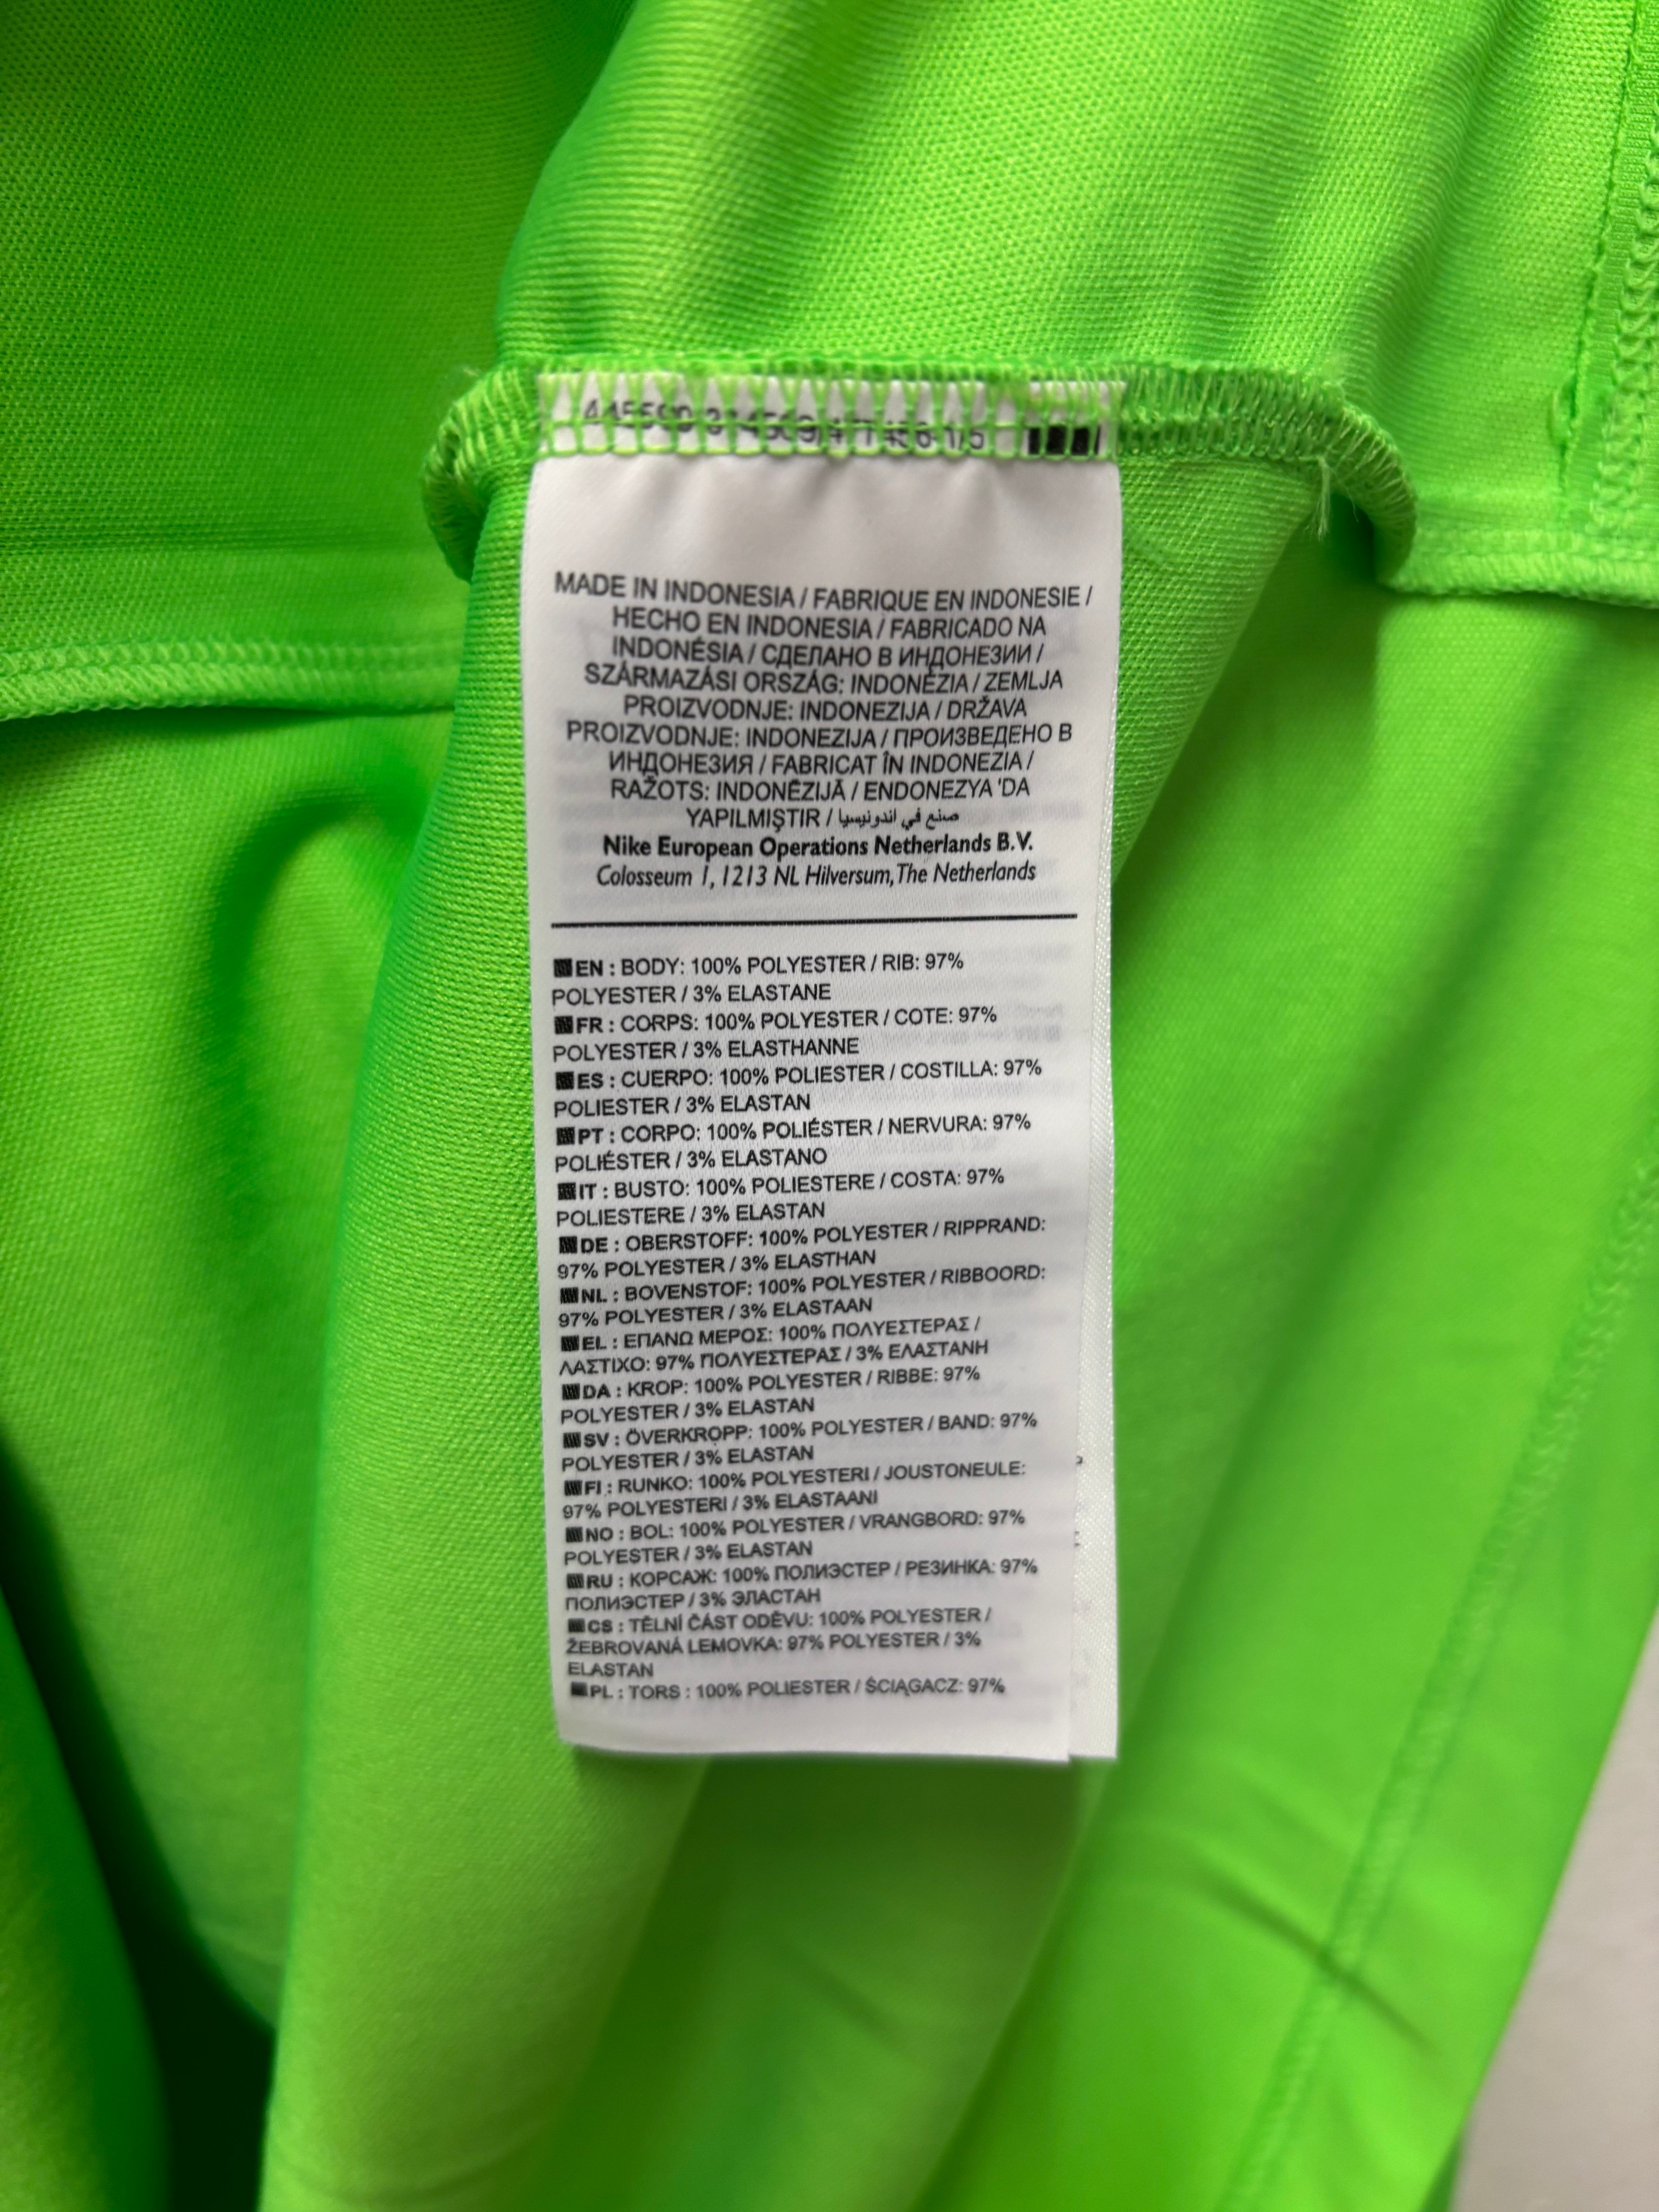 MADE IN INDONESIA / FABRIQUE EN INDONESIE /
HECHO EN INDONESIA / FABRICADO NA
INDONÉSIA / СДЕЛАНО В ИНДОНЕЗИИ /
SZÁRMAZÁSI ORSZÁG: INDONÉZIA / ZEMLJA
PROIZVODNJE: INDONEZIJA / DRŽAVA
PROIZVODNJE: INDONEZIJA / ПРОИЗВЕДЕНО В
ИНДОНЕЗИЯ / FABRICAT ÎN INDONEZIA /
RAŽOTS: INDONĒZIJĀ / ENDONEZYA 'DA
YAPILMIŞTIR / صنع في اندونيسيا
Nike European Operations Netherlands B.V.
Colosseum 1, 1213 NL Hilversum, The Netherlands
EN : BODY: 100% POLYESTER / RIB: 97%
POLYESTER / 3% ELASTANE
FR : CORPS: 100% POLYESTER / COTE: 97%
POLYESTER / 3% ELASTHANNE
ES : CUERPO: 100% POLIESTER / COSTILLA: 97%
POLIESTER / 3% ELASTAN
PT : CORPO: 100% POLIÉSTER / NERVURA: 97%
POLIÉSTER / 3% ELASTANO
IT : BUSTO: 100% POLIESTERE / COSTA: 97%
POLIESTERE / 3% ELASTAN
DE : OBERSTOFF: 100% POLYESTER / RIPPRAND:
97% POLYESTER / 3% ELASTHAN
NL : BOVENSTOF: 100% POLYESTER / RIBBOORD:
97% POLYESTER / 3% ELASTAAN
EL : ΕΠΑΝΩ ΜΕΡΟΣ: 100% ΠΟΛΥΕΣΤΕΡΑΣ /
ΛΑΣΤΙΧΟ: 97% ΠΟΛΥΕΣΤΕΡΑΣ / 3% ΕΛΑΣΤΑΝΗ
DA : KROP: 100% POLYESTER / RIBBE: 97%
POLYESTER / 3% ELASTAN
SV : ÖVERKROPP: 100% POLYESTER / BAND: 97%
POLYESTER / 3% ELASTAN
FI : RUNKO: 100% POLYESTERI / JOUSTONEULE:
97% POLYESTERI / 3% ELASTAANI
NO : BOL: 100% POLYESTER / VRANGBORD: 97%
POLYESTER / 3% ELASTAN
RU : КОРСАЖ: 100% ПОЛИЭСТЕР / РЕЗИНКА: 97%
ПОЛИЭСТЕР / 3% ЭЛАСТАН
CS : TĚLNÍ ČÁST ODĚVU: 100% POLYESTER /
ŽEBROVANÁ LEMOVKA: 97% POLYESTER / 3%
ELASTAN
PL : TORS : 100% POLIESTER / ŚCIĄGACZ: 97%